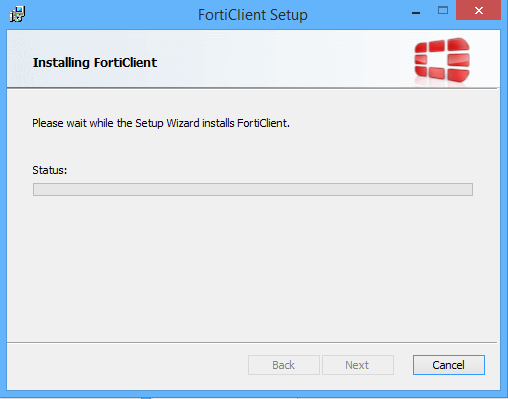 FortiClient Setup
Installing FortiClient
Please wait while the Setup Wizard installs FortiClient.
Status:
Back
Next
Cancel